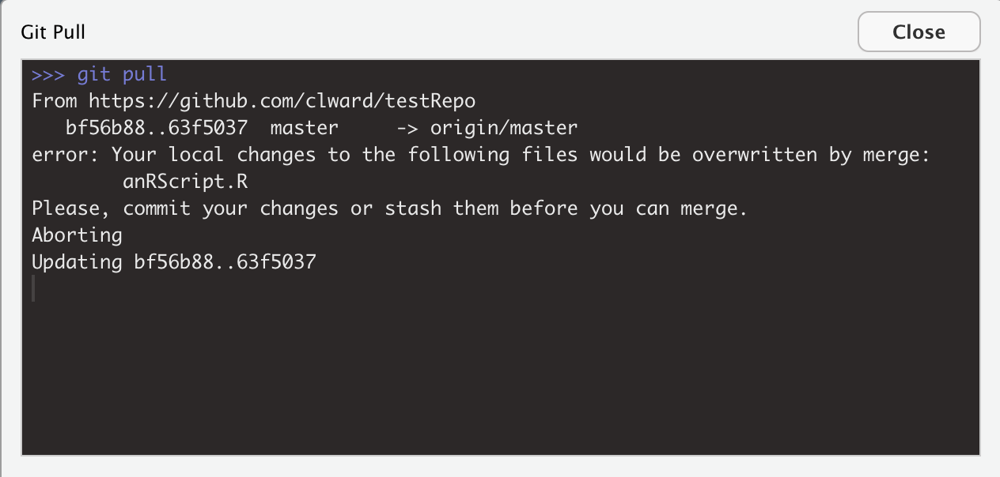 Git Pull
Close
>>> git pull
From https://github.com/clward/testRepo
   bf56b88..63f5037  master     -> origin/master
error: Your local changes to the following files would be overwritten by merge:
        anRScript.R
Please, commit your changes or stash them before you can merge.
Aborting
Updating bf56b88..63f5037